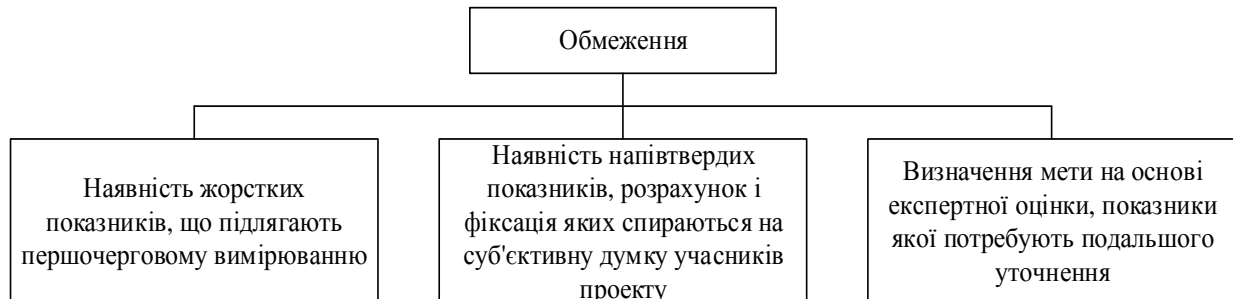 Обмеження
Наявність жорстких
показників, що підлягають
першочерговому вимірюванню
Наявність напівтвердих
показників, розрахунок і
фіксація яких спираються на
суб'єктивну думку учасників
проекту
Визначення мети на основі
експертної оцінки, показники
якої потребують подальшого
уточнення